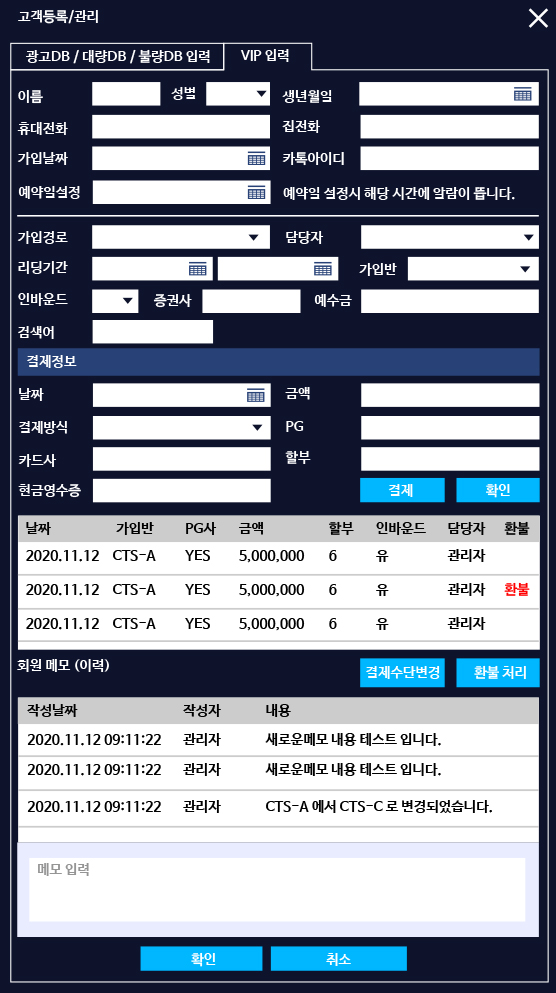 고객등록/관리
광고DB / 대량DB / 불량DB 입력 VIP 입력
이름 성별 생년월일
휴대전화 집전화
가입날짜 카톡아이디
예약일설정 예약일 설정시 해당 시간에 알람이 뜹니다.
가입경로 담당자
리딩기간 가입반
인바운드 증권사 예수금
검색어
결제정보
날짜 금액
결제방식 PG
카드사 할부
현금영수증 결제 확인
날짜 가입반 PG사 금액 할부 인바운드 담당자 환불
2020.11.12 CTS-A YES 5,000,000 6 유 관리자
2020.11.12 CTS-A YES 5,000,000 6 유 관리자 환불
2020.11.12 CTS-A YES 5,000,000 6 유 관리자
회원 메모 (이력) 결제수단변경 환불 처리
작성날짜 작성자 내용
2020.11.12 09:11:22 관리자 새로운메모 내용 테스트 입니다.
2020.11.12 09:11:22 관리자 새로운메모 내용 테스트 입니다.
2020.11.12 09:11:22 관리자 CTS-A 에서 CTS-C 로 변경되었습니다.
메모 입력
확인 취소